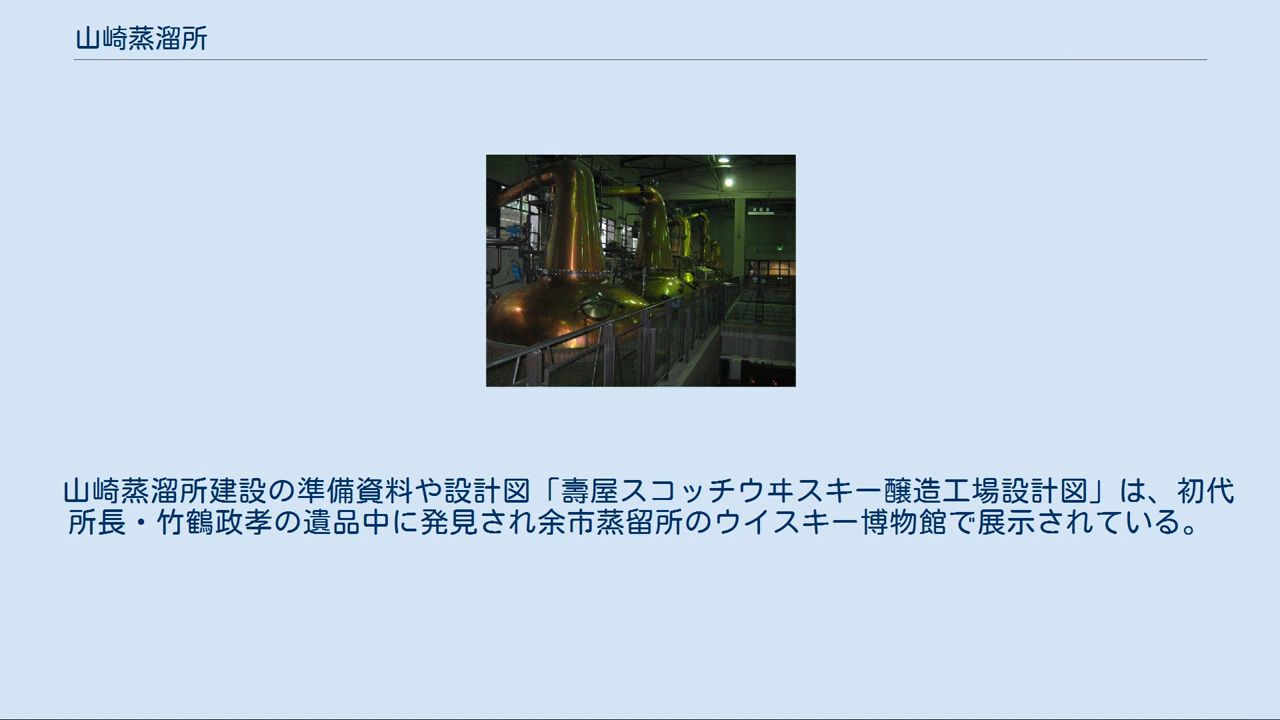 山崎蒸溜所
山崎蒸溜所建設の準備資料や設計図「壽屋スコッチウヰスキー醸造工場設計図」は、初代
所長・竹鶴政孝の遺品中に発見され余市蒸留所のウイスキー博物館で展示されている。